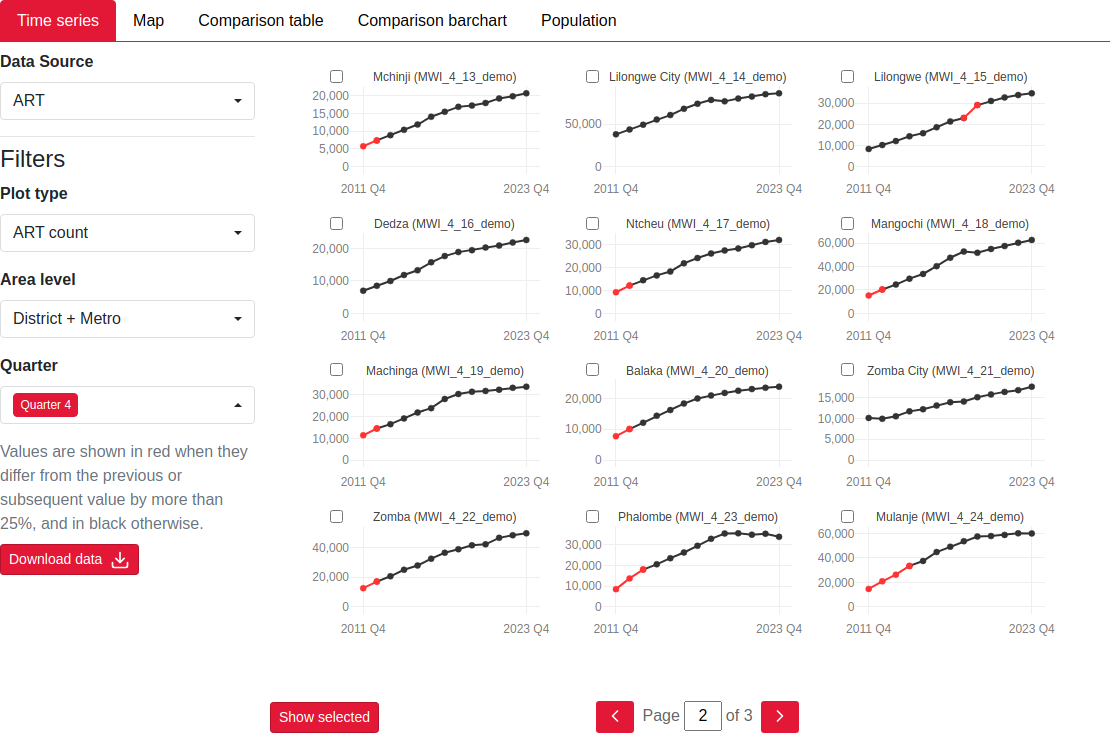 Time series Map Comparison table Comparison barchart Population
Data Source
ART
Filters
Plot type
ART count
Area level
District + Metro
Quarter
Quarter 4
Values are shown in red when they
differ from the previous or
subsequent value by more than
25%, and in black otherwise.
Download data
Mchinji (MWI_4_13_demo)
20,000
15,000
10,000
5,000
0
2011 Q4 2023 Q4
Lilongwe City (MWI_4_14_demo)
50,000
0
2011 Q4 2023 Q4
Lilongwe (MWI_4_15_demo)
30,000
20,000
10,000
0
2011 Q4 2023 Q4
Dedza (MWI_4_16_demo)
20,000
10,000
0
2011 Q4 2023 Q4
Ntcheu (MWI_4_17_demo)
30,000
20,000
10,000
0
2011 Q4 2023 Q4
Mangochi (MWI_4_18_demo)
60,000
40,000
20,000
0
2011 Q4 2023 Q4
Machinga (MWI_4_19_demo)
30,000
20,000
10,000
0
2011 Q4 2023 Q4
Balaka (MWI_4_20_demo)
20,000
10,000
0
2011 Q4 2023 Q4
Zomba City (MWI_4_21_demo)
15,000
10,000
5,000
0
2011 Q4 2023 Q4
Zomba (MWI_4_22_demo)
40,000
20,000
0
2011 Q4 2023 Q4
Phalombe (MWI_4_23_demo)
30,000
20,000
10,000
0
2011 Q4 2023 Q4
Mulanje (MWI_4_24_demo)
60,000
40,000
20,000
0
2011 Q4 2023 Q4
Show selected
Page 2 of 3